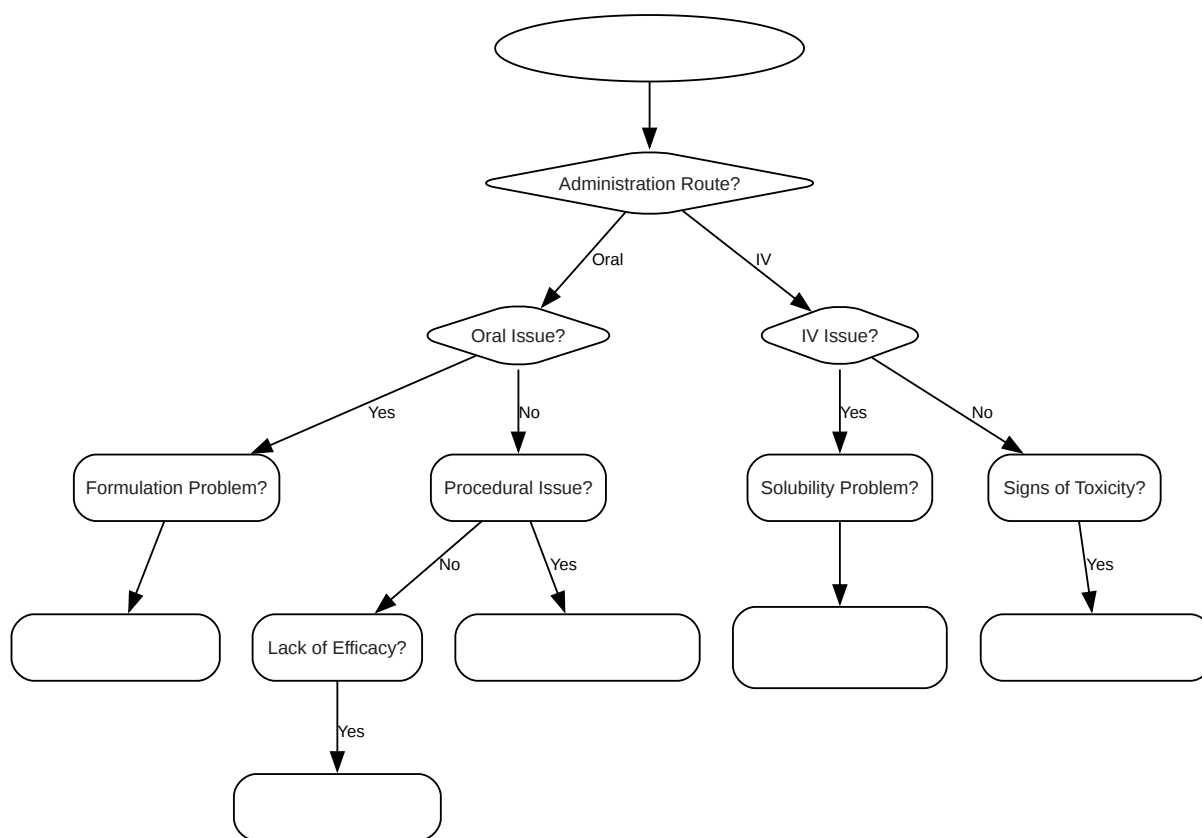 Administration Route?
Oral
IV
Oral Issue?
IV Issue?
Yes
No
Yes
No
Formulation Problem?
Procedural Issue?
Solubility Problem?
Signs of Toxicity?
No
Yes
Yes
Lack of Efficacy?
Yes